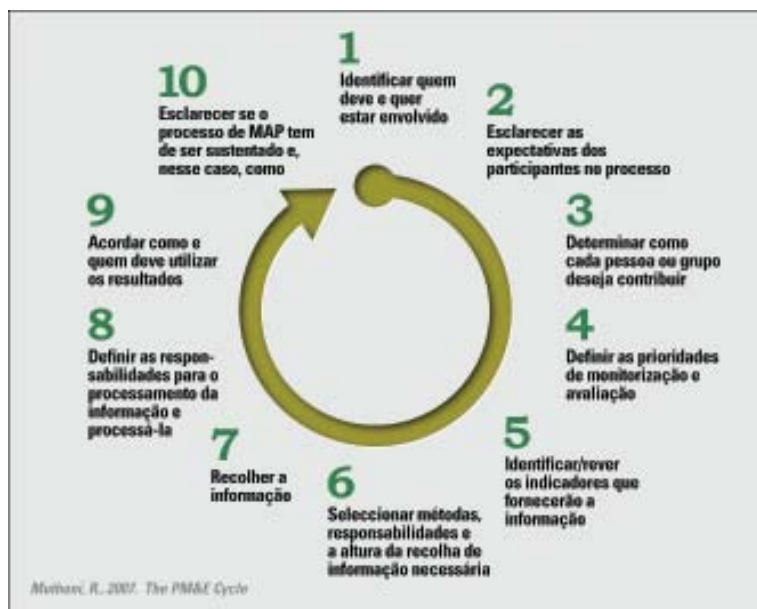 1
Identificar quem
deve e quer
estar envolvido
2
Esclarecer as
expectativas dos
participantes no processo
3
Determinar como
cada pessoa ou grupo
deseja contribuir
4
Definir as prioridades
de monitorização e
avaliação
5
Identificar/rever
os indicadores que
fornecerão a
informação
6
Seleccionar métodas,
responsabilidades e
a altura da recolha de
informação necessária
7
Recolher a
informação
8
Definir as respon-
sabilidades para o
processamento da
informação e
processá-la
9
Acordar como e
quem deve utilizar
os resultados
10
Esclarecer se o
processo de MAP tem
de ser sustentado e,
nesse caso, como
R., 2007. The PM&E Cycle